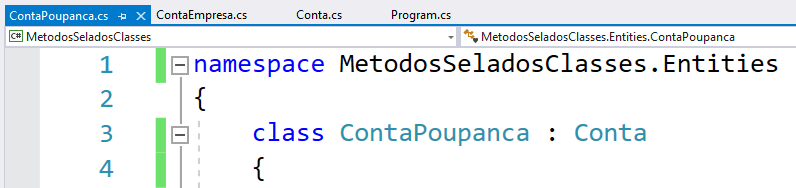 ContaPoupanca.cs ContaEmpresa.cs Conta.cs Program.cs
C# MetodosSeladosClasses MetodosSeladosClasses.Entities.ContaPoupanca
1 namespace MetodosSeladosClasses.Entities
2 {
3 class ContaPoupanca : Conta
4 {